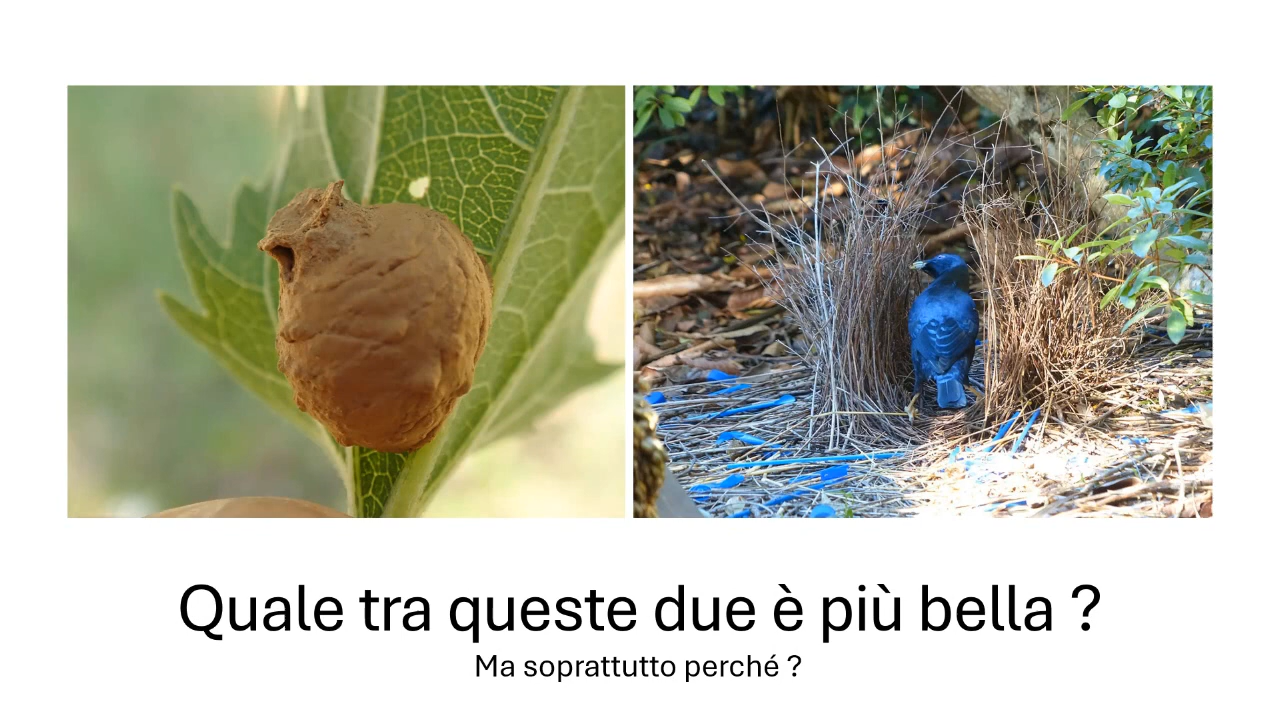 Quale tra queste due è più bella ?
Ma soprattutto perché ?